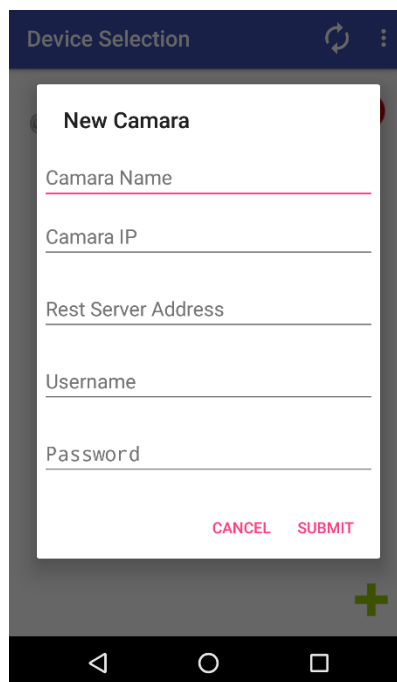 Device Selection
New Camara
Camara Name
Camara IP
Rest Server Address
Username
Password
CANCEL SUBMIT